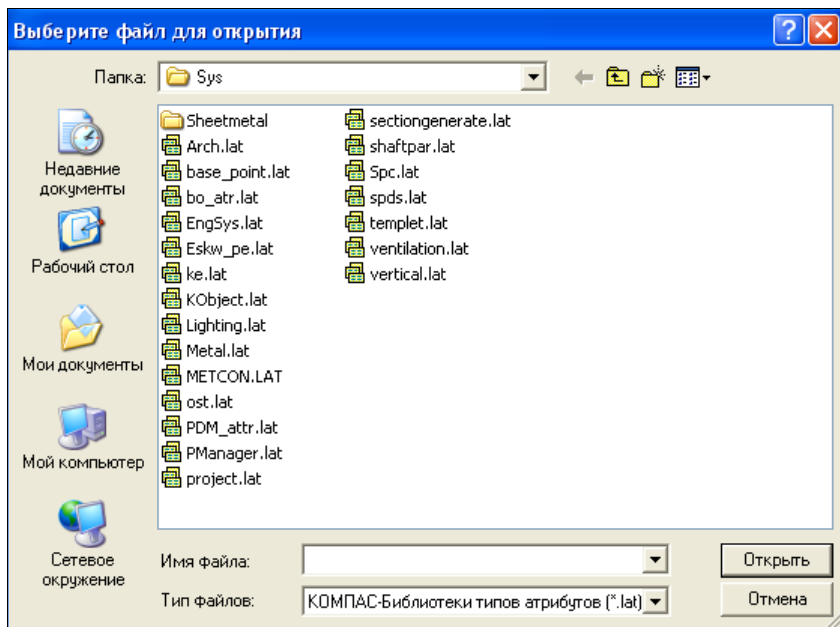 Выберите файл для открытия
Папка: Sys
Недавние
документы
Рабочий стол
Мои документы
Мой компьютер
Сетевое
окружение
Sheetmetal
Arch.lat
base_point.lat
bo_atr.lat
EngSys.lat
Eskw_pe.lat
ke.lat
KObject.lat
Lighting.lat
Metal.lat
METCON.LAT
ost.lat
PDM_attr.lat
PManager.lat
project.lat
sectiongenerate.lat
shaftpar.lat
Spc.lat
spds.lat
templet.lat
ventilation.lat
vertical.lat
Имя файла:
Открыть
Тип файлов: КОМПАС-Библиотеки типов атрибутов (*.lat)
Отмена